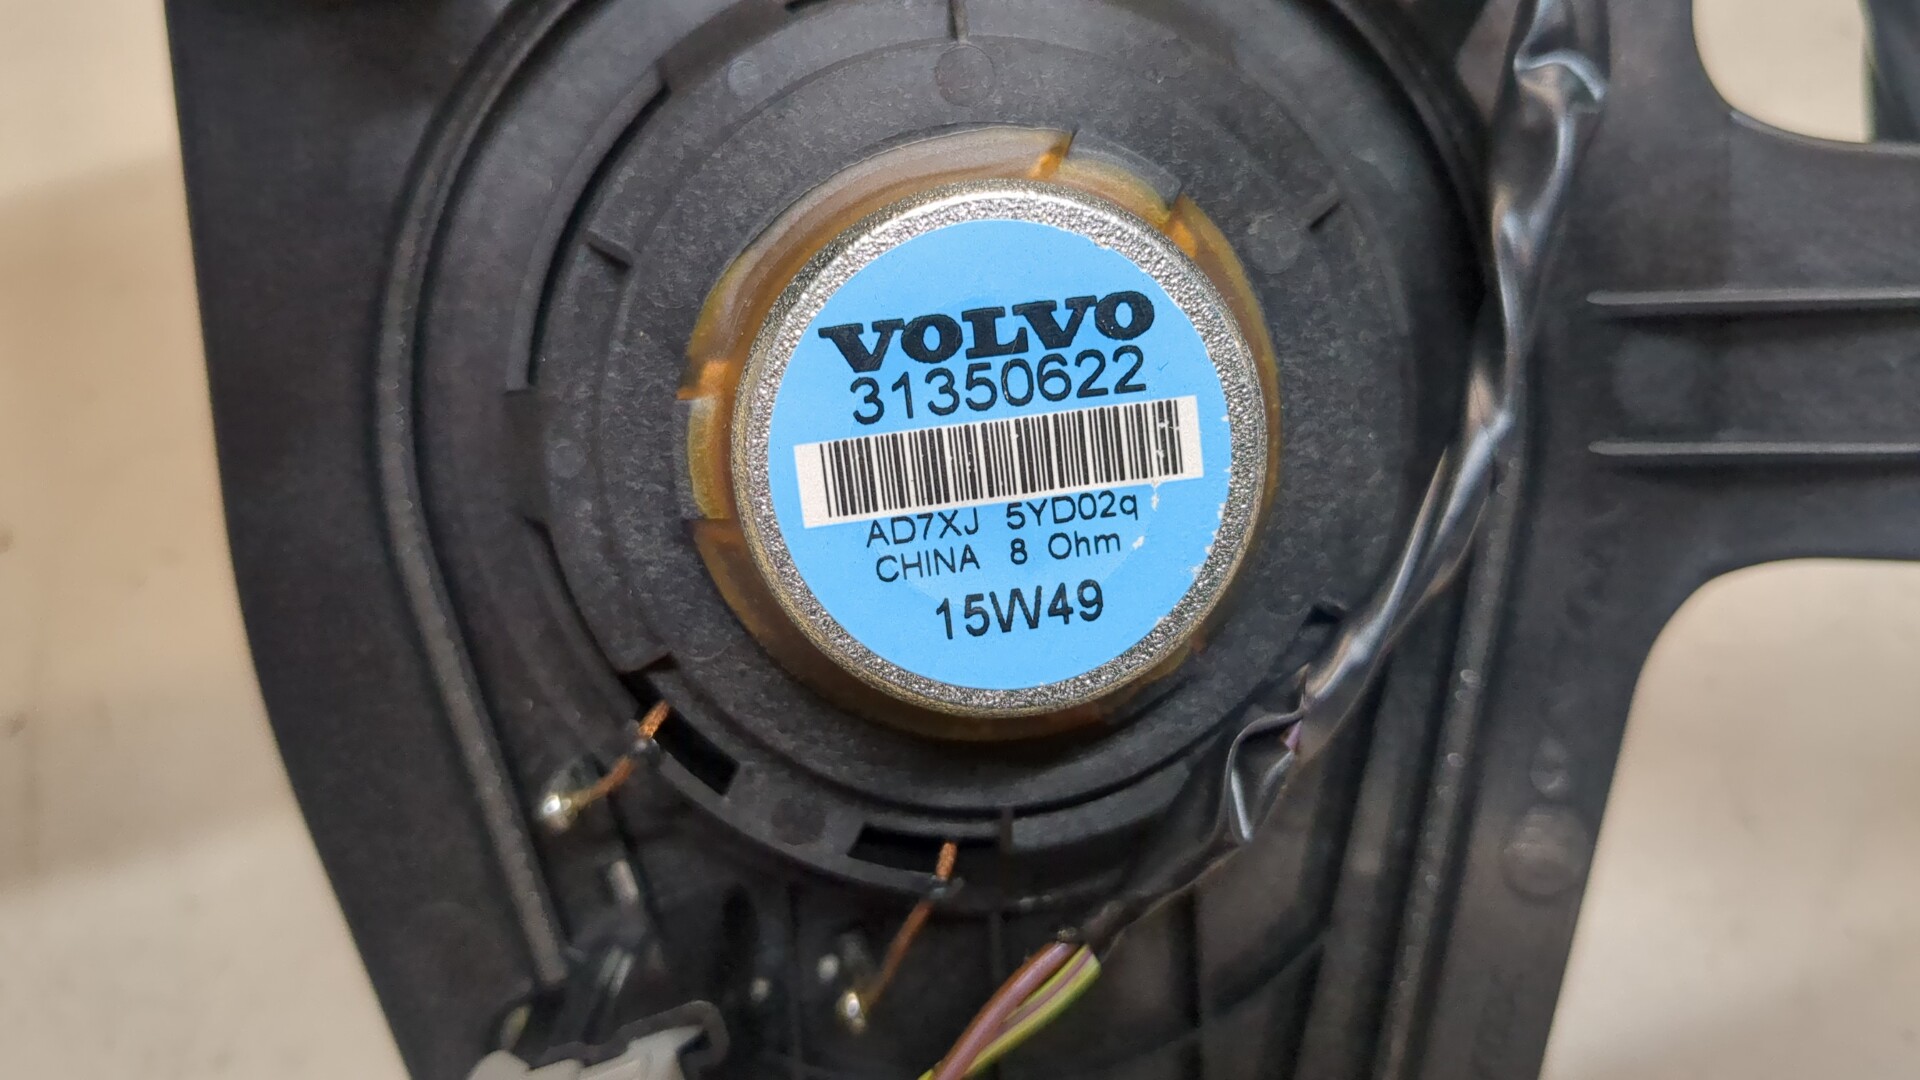 VOLVO
31350622
AD7XJ 5YD02q
CHINA 8 Ohm
15W49